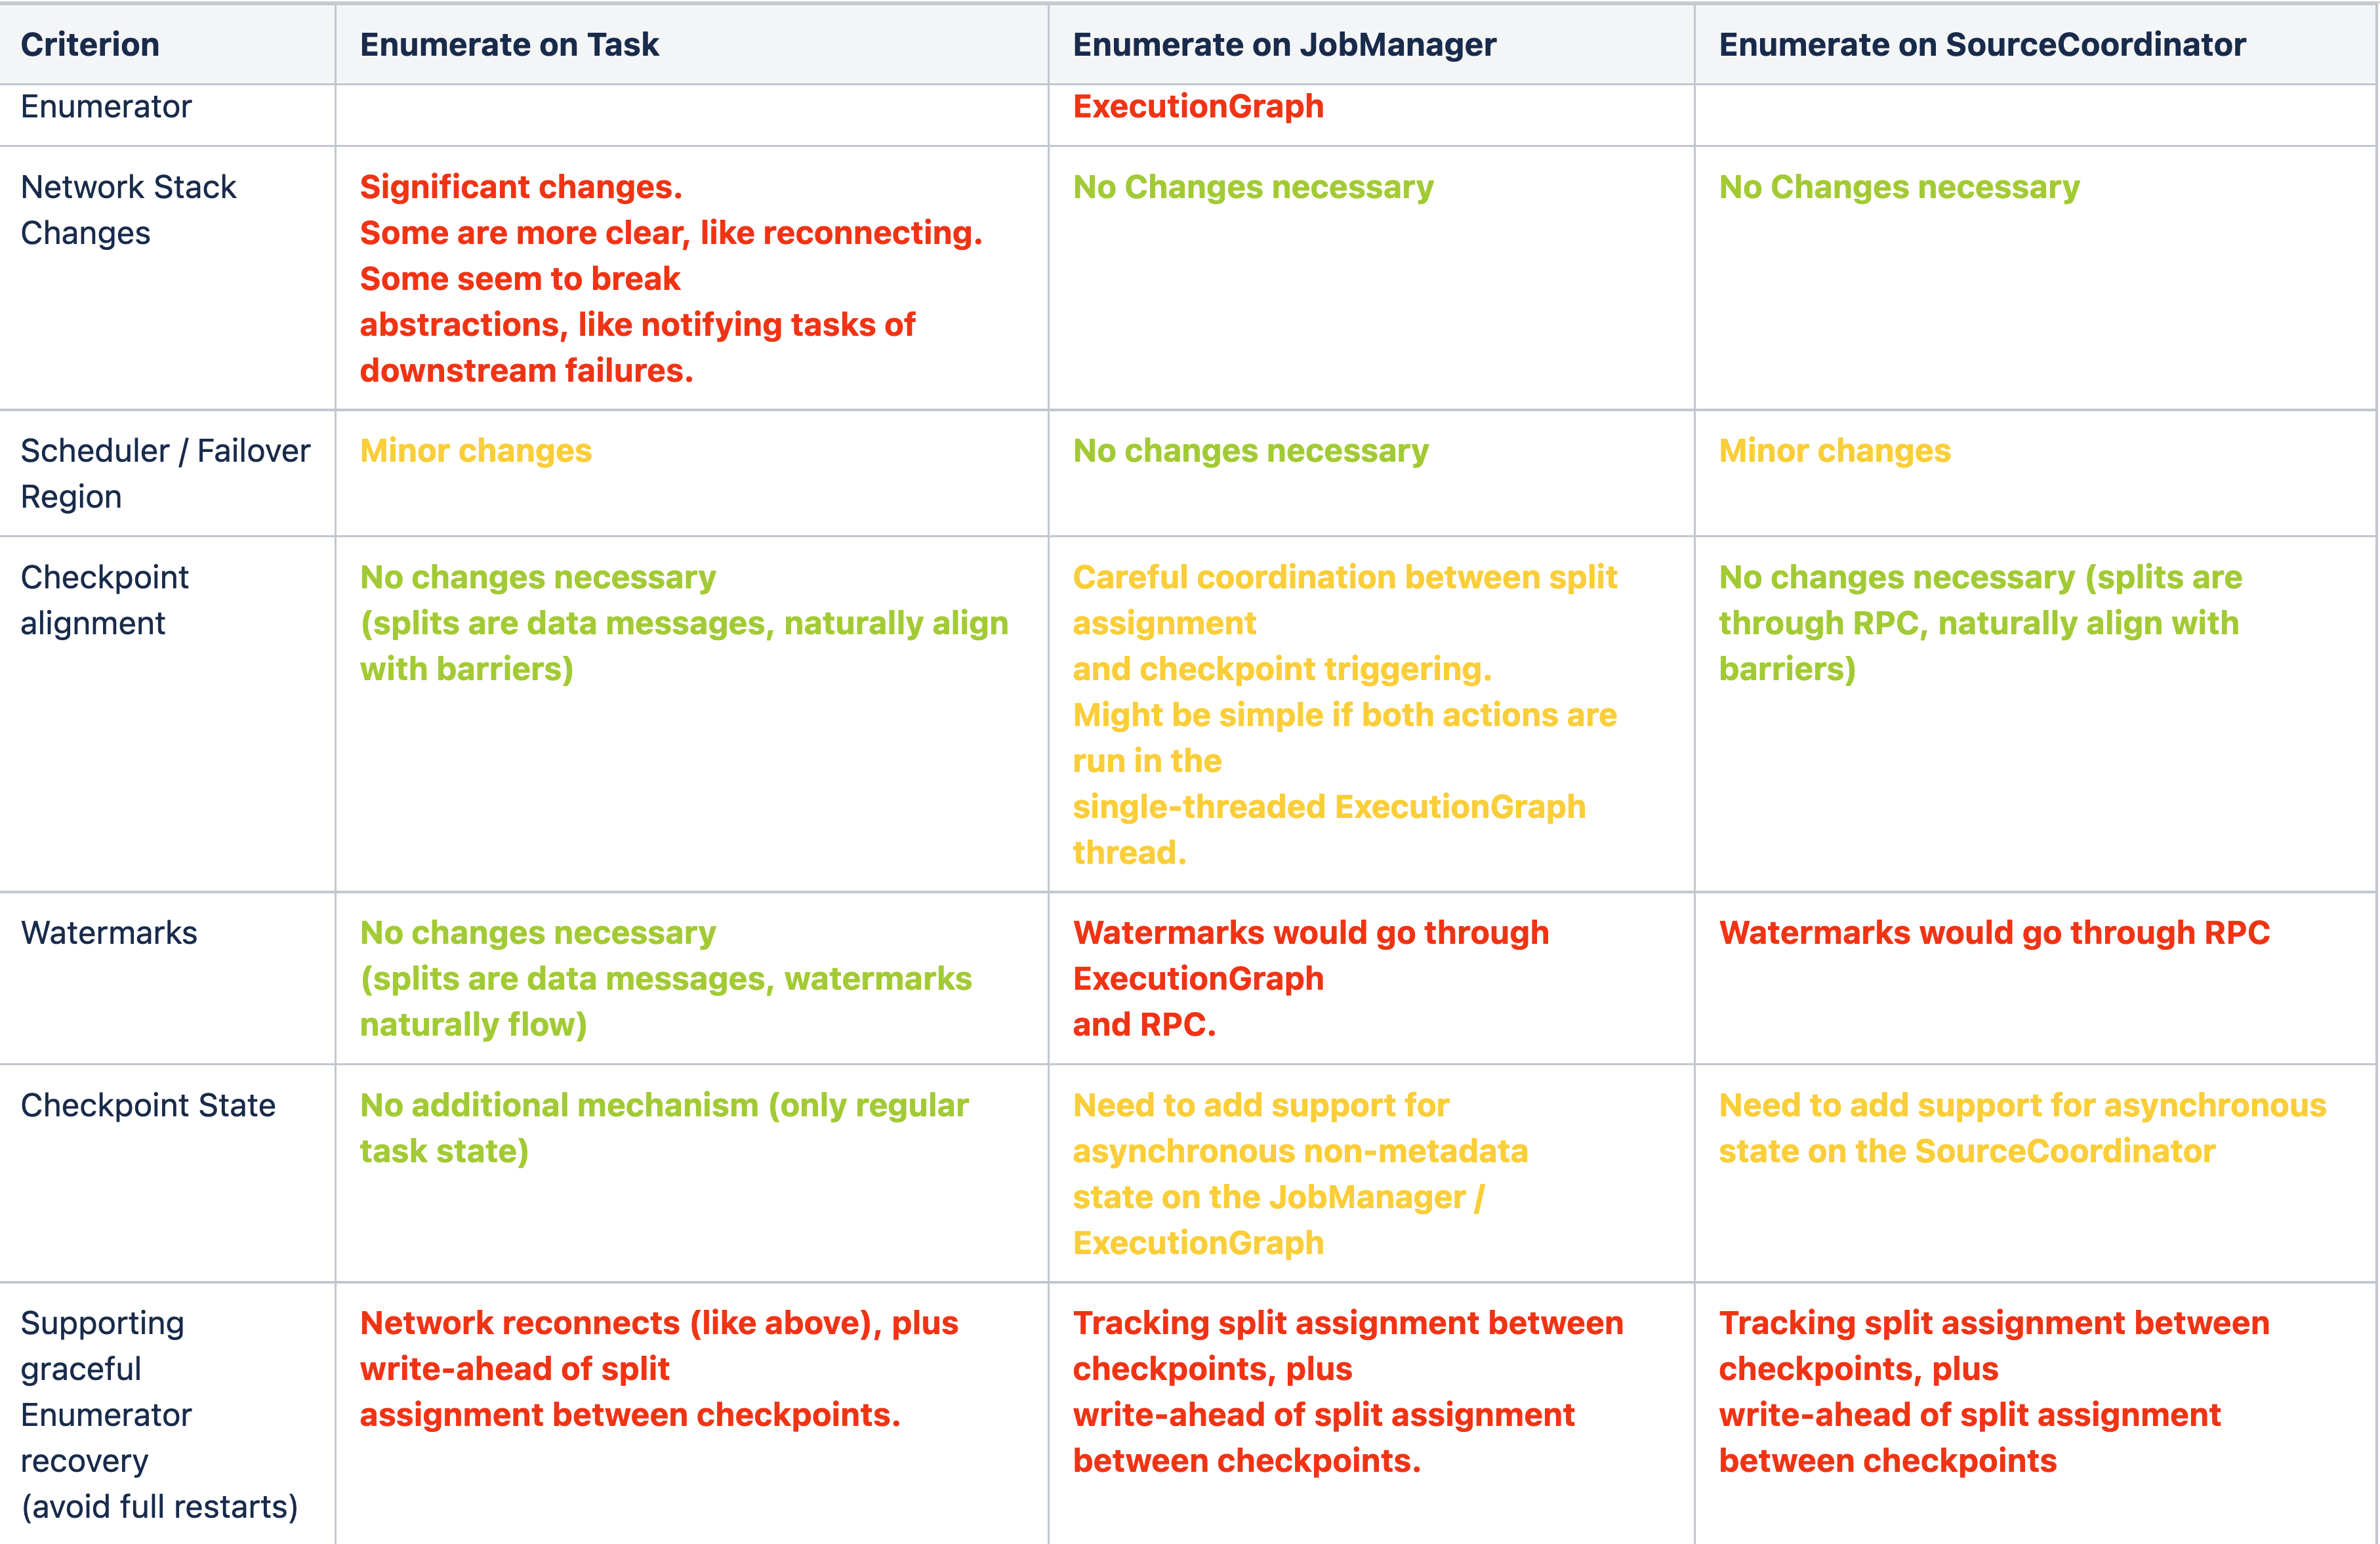 Criterion
Enumerate on Task
Enumerate on JobManager
Enumerate on SourceCoordinator
Enumerator
ExecutionGraph
Network Stack
Changes
Significant changes.
Some are more clear, like reconnecting.
Some seem to break
abstractions, like notifying tasks of
downstream failures.
No Changes necessary
No Changes necessary
Scheduler / Failover
Region
Minor changes
No changes necessary
Minor changes
Checkpoint
alignment
No changes necessary
(splits are data messages, naturally align
with barriers)
Careful coordination between split
assignment
and checkpoint triggering.
Might be simple if both actions are
run in the
single-threaded ExecutionGraph
thread.
No changes necessary (splits are
through RPC, naturally align with
barriers)
Watermarks
No changes necessary
(splits are data messages, watermarks
naturally flow)
Watermarks would go through
ExecutionGraph
and RPC.
Watermarks would go through RPC
Checkpoint State
No additional mechanism (only regular
task state)
Need to add support for
asynchronous non-metadata
state on the JobManager /
ExecutionGraph
Need to add support for asynchronous
state on the SourceCoordinator
Supporting
graceful
Enumerator
recovery
(avoid full restarts)
Network reconnects (like above), plus
write-ahead of split
assignment between checkpoints.
Tracking split assignment between
checkpoints, plus
write-ahead of split assignment
between checkpoints.
Tracking split assignment between
checkpoints, plus
write-ahead of split assignment
between checkpoints